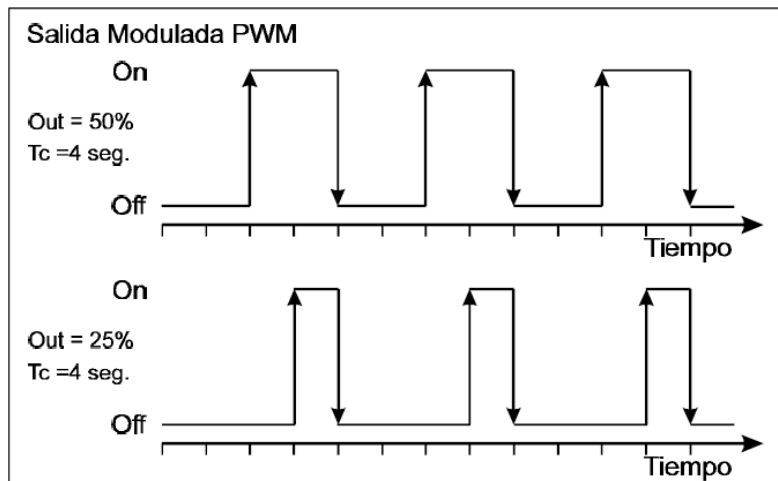 Salida Modulada PWM
On
Out = 50%
Tc =4 seg.
Off
Tiempo
On
Out = 25%
Tc =4 seg.
Off
Tiempo